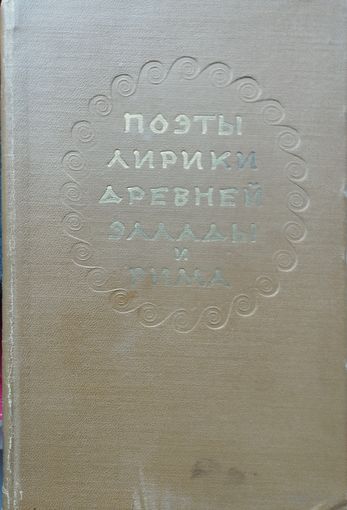 ПОЭТЫ
ЛИРИКИ
ДРЕВНЕЙ
ЭЛЛАДЫ
И
РИМА